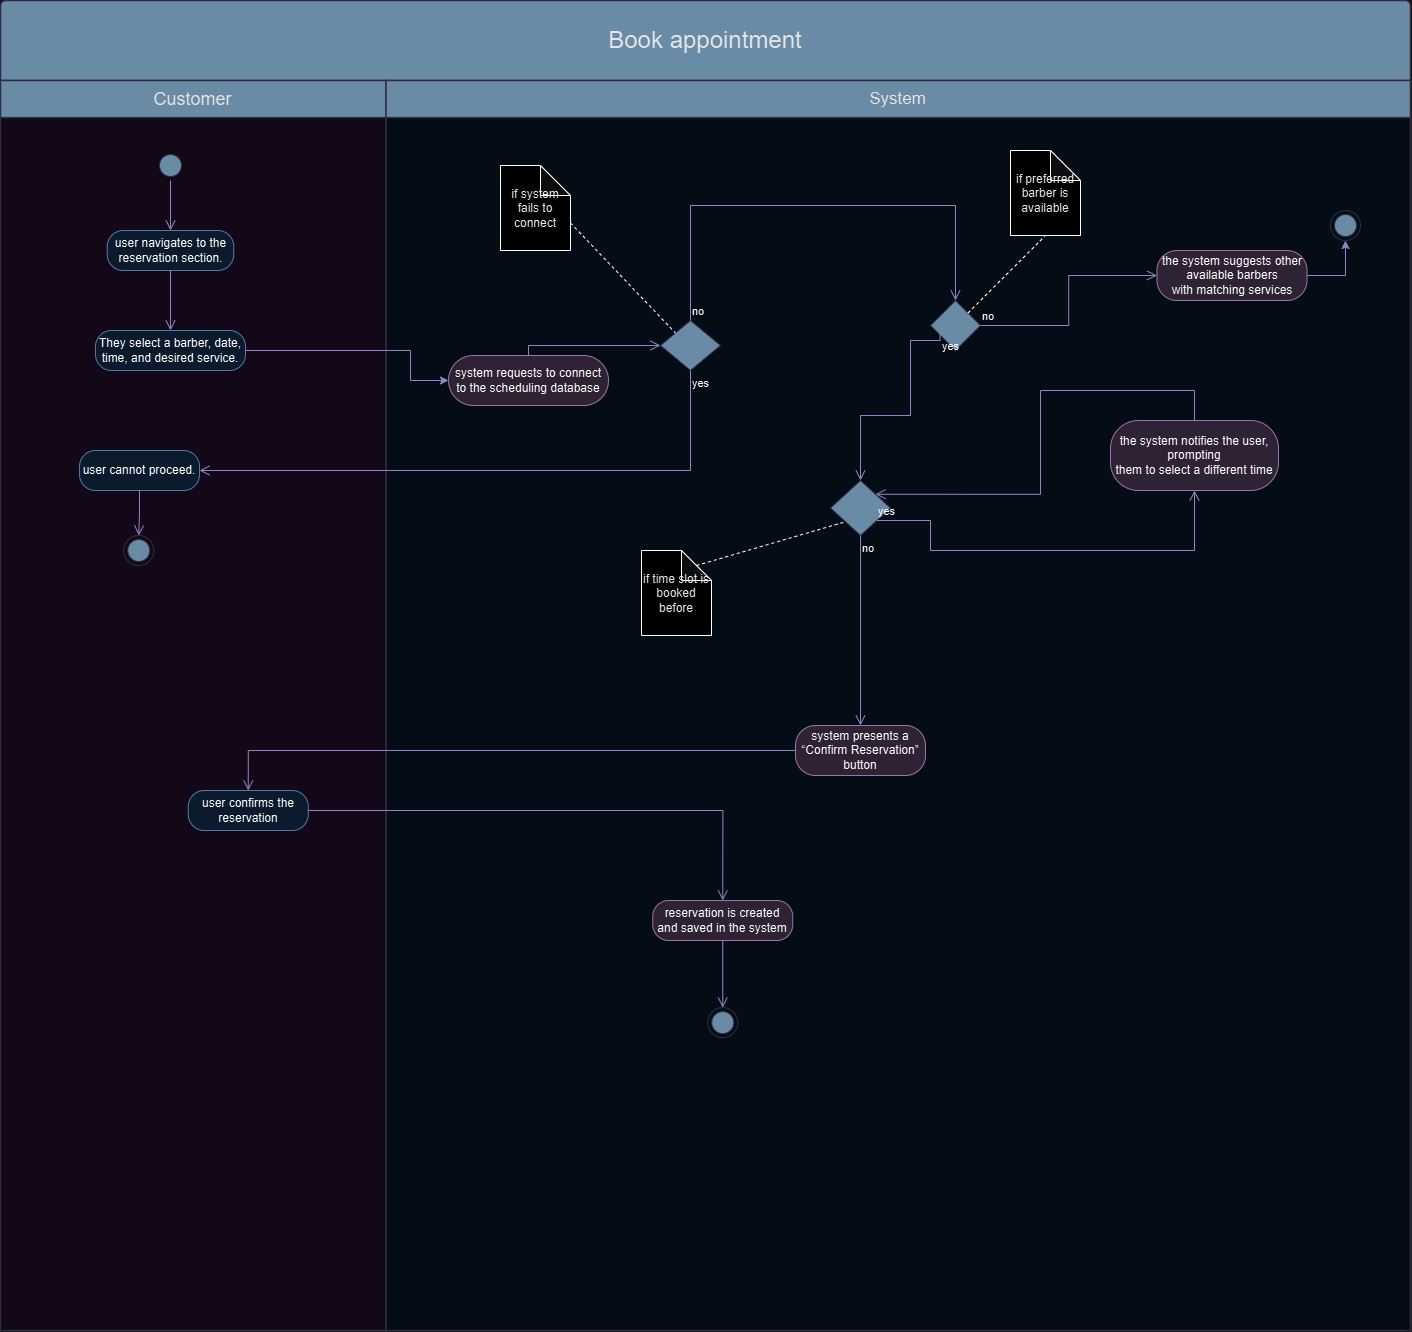 Book appointment
Customer
System
if system
fails to
connect
if preferred
barber is
available
user navigates to the
reservation section.
the system suggests other
available barbers
with matching services
no
no
yes
They select a barber, date,
time, and desired service.
system requests to connect
to the scheduling database
yes
the system notifies the user,
prompting
them to select a different time
user cannot proceed.
yes
no
if time slot is
booked
before
system presents a
“Confirm Reservation”
button
user confirms the
reservation
reservation is created
and saved in the system